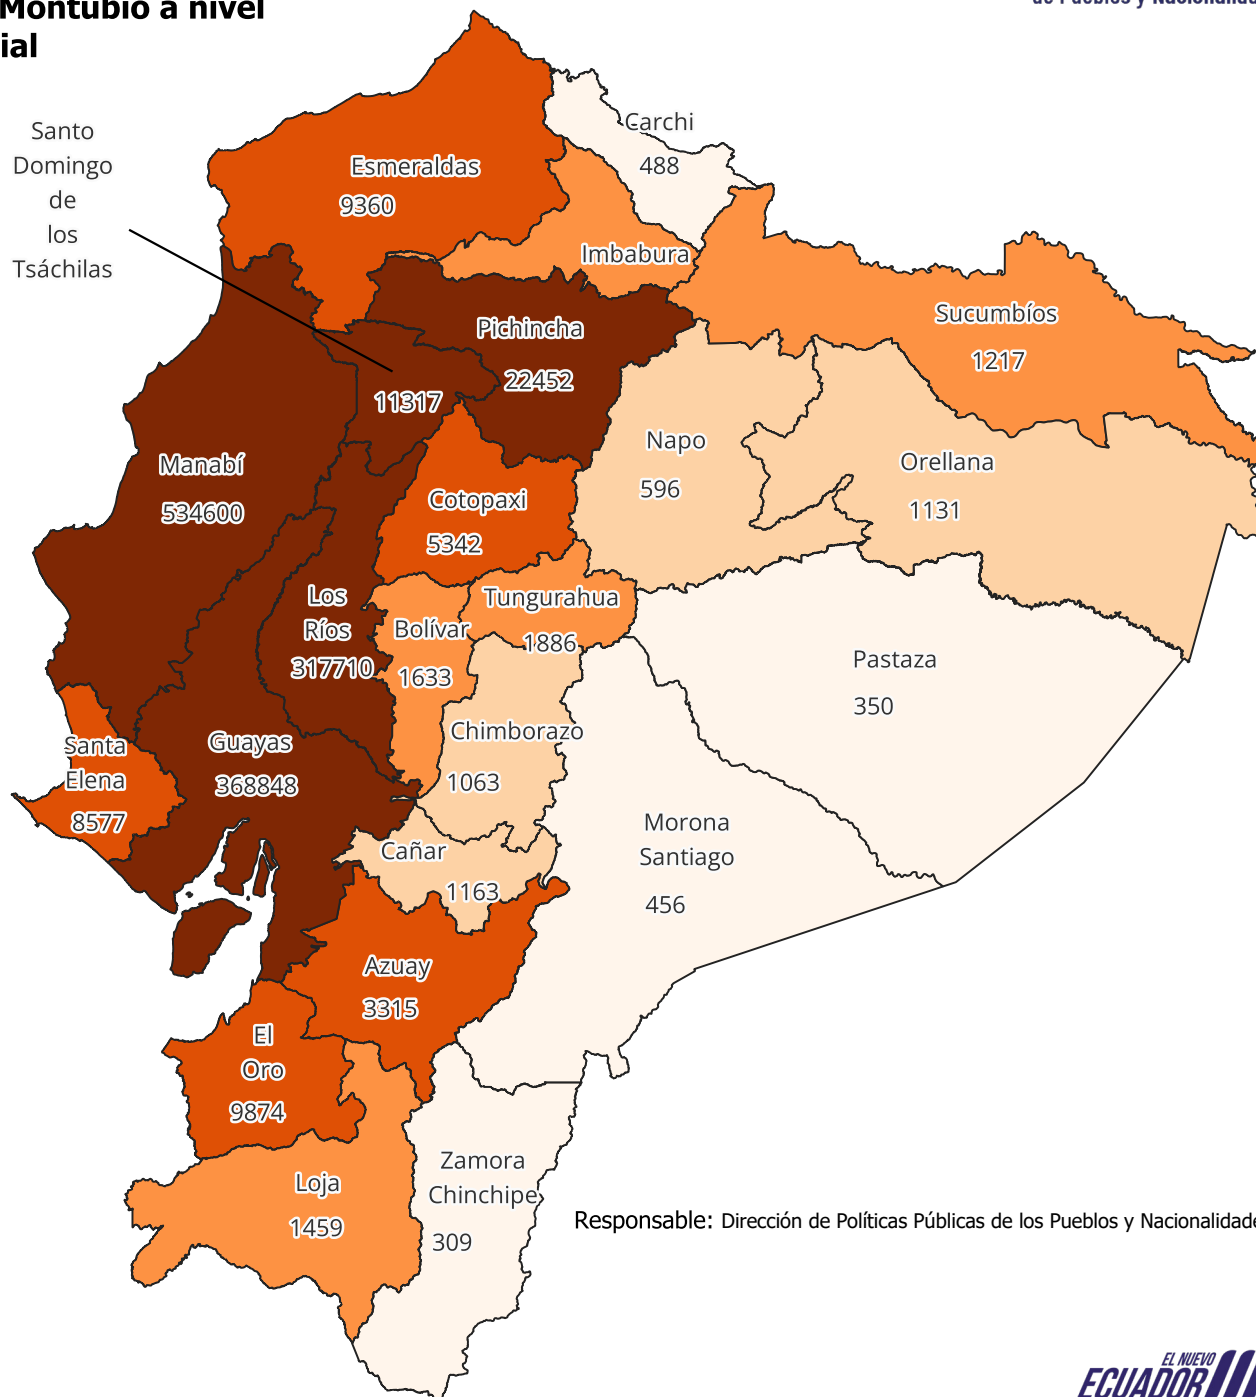 Montubio a nivel
ial
de Pueblos y Nacionalida
Santo
Domingo
de
los
Tsáchilas
11317
Carchi
488
Esmeraldas
9360
Imbabura
Sucumbíos
1217
Pichincha
22452
Manabí
534600
Napo
596
Orellana
1131
Cotopaxi
5342
Los
Ríos
317710
Tungurahua
1886
Bolívar
1633
Pastaza
350
Santa
Elena
8577
Guayas
368848
Chimborazo
1063
Morona
Santiago
456
Cañar
1163
Azuay
3315
El
Oro
9874
Loja
1459
Zamora
Chinchipe
309
Responsable: Dirección de Políticas Públicas de los Pueblos y Nacionalidade
EL NUEVO
ECUADOR